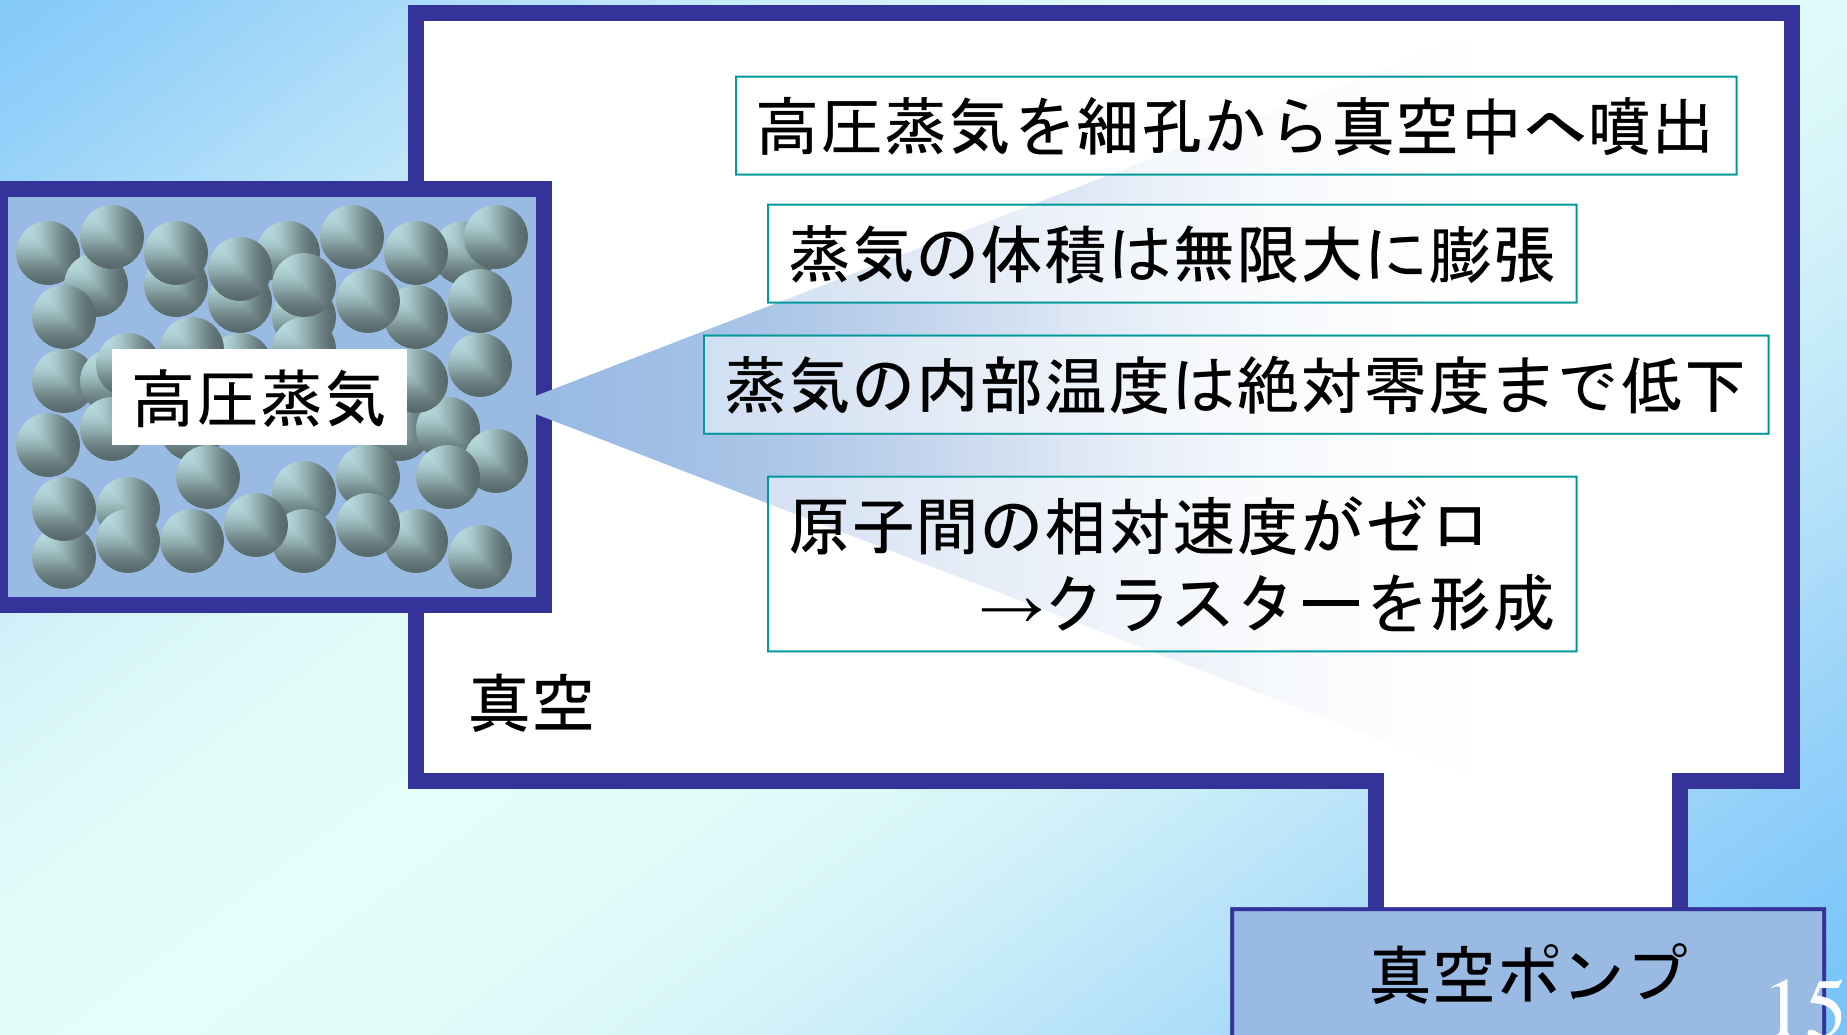 高圧蒸気を細孔から真空中へ噴出
蒸気の体積は無限大に膨張
蒸気の内部温度は絶対零度まで低下
高圧蒸気
原子間の相対速度がゼロ
→クラスターを形成
真空
真空ポンプ
15